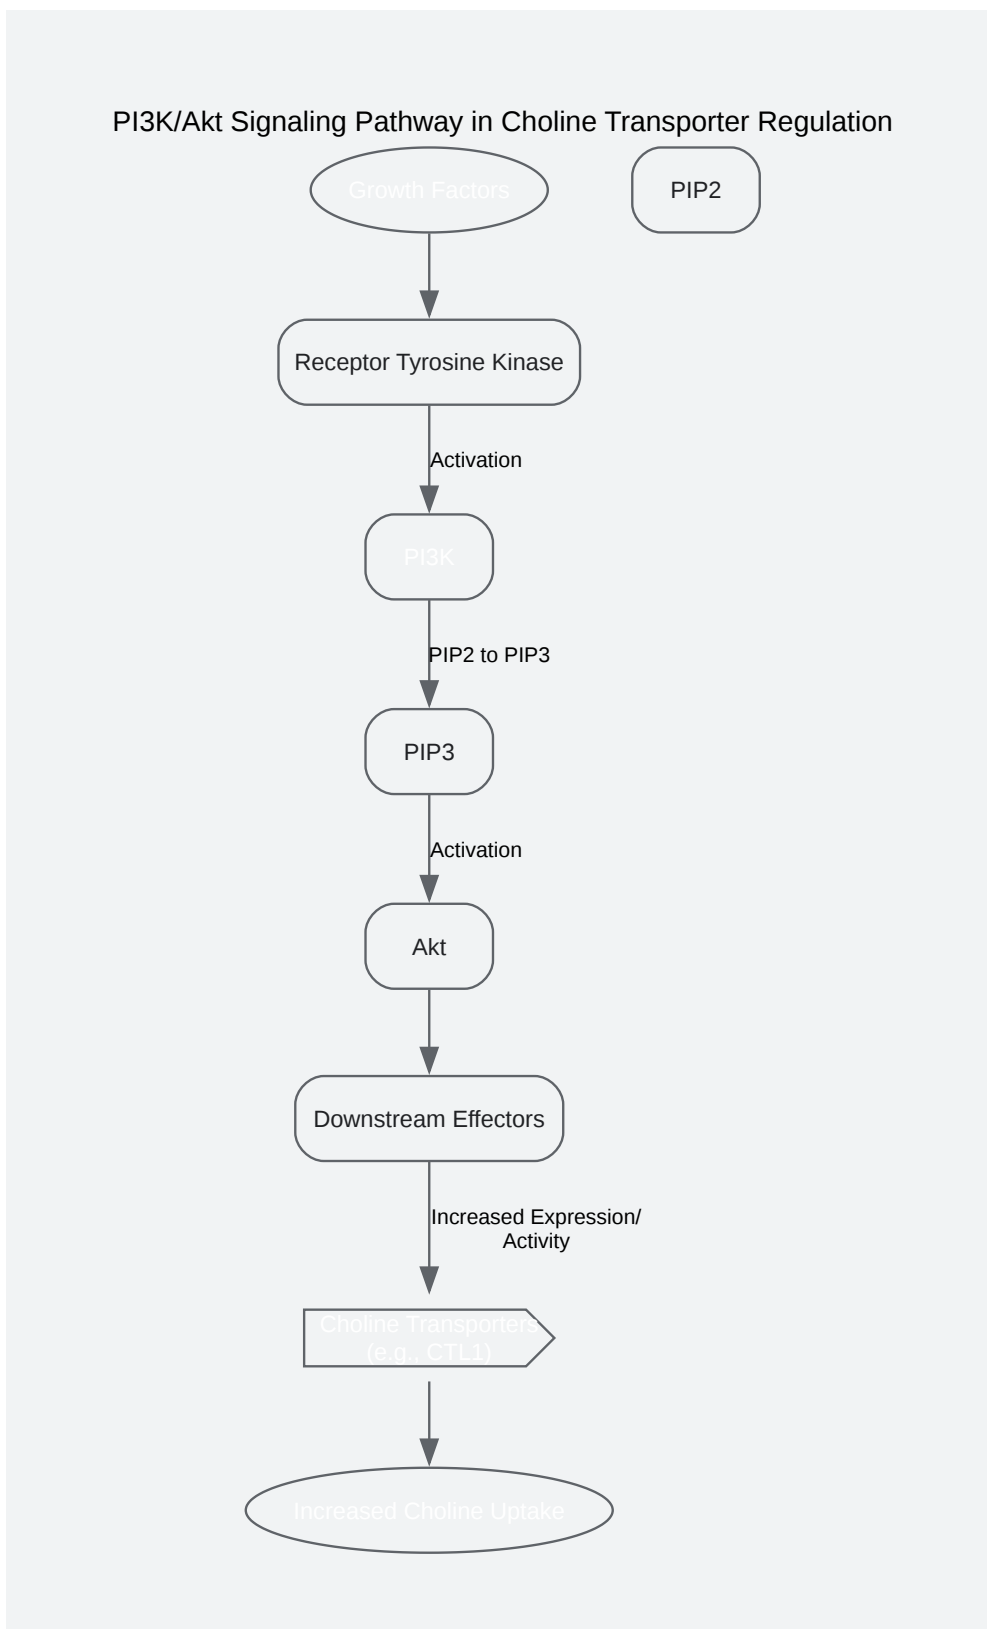 PI3K/Akt Signaling Pathway in Choline Transporter Regulation
Growth Factors
PIP2
Receptor Tyrosine Kinase
Activation
PI3K
PIP2 to PIP3
PIP3
Activation
Akt
Downstream Effectors
Increased Expression/
Activity
Choline Transporters
(e.g., CTL1)
Increased Choline Uptake